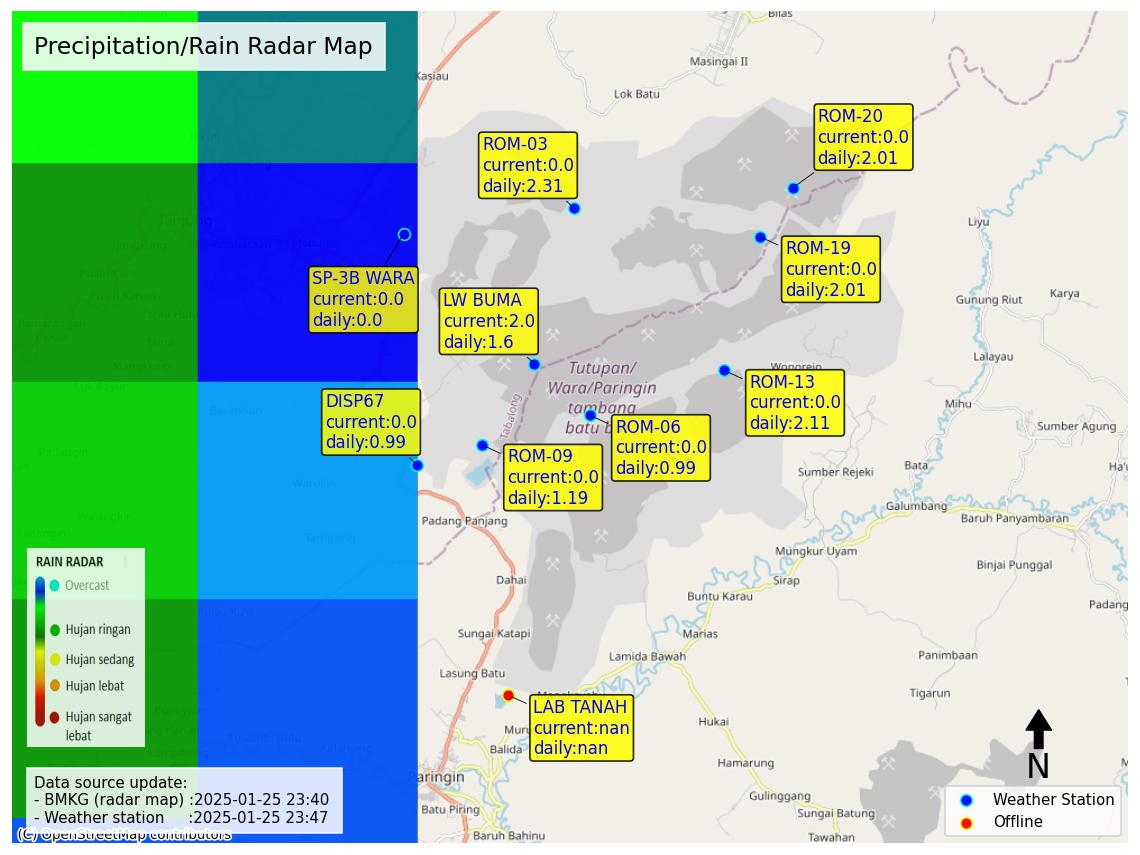 Precipitation/Rain Radar Map
Bilas
Masingai II
Kasiau
Lok Batu
ROM-20
current:0.0
daily:2.01
ROM-03
current:0.0
daily:2.31
Tanjung
Liyu
ROM-19
current:0.0
daily:2.01
SP-3B WARA
current:0.0
daily:0.0
LW BUMA
current:2.0
daily:1.6
Karya
Gunung Riut
Lalayau
Wonorejo
Tutupan/
Wara/Paringin
tambang
batu
ROM-13
current:0.0
daily:2.11
Tabalong
Mihu
DISP67
current:0.0
daily:0.99
ROM-06
current:0.0
daily:0.99
Sumber Agung
ROM-09
current:0.0
daily:1.19
Sumber Rejeki
Bata
Galumbang
Padang Panjang
Baruh Panyambaran
Mungkur Uyam
Binjai Punggal
Dahai
Sirap
Buntu Karau
Padang
RAIN RADAR
Overcast
Hujan ringan
Hujan sedang
Hujan lebat
Hujan sangat
lebat
Sungai Katapi
Marias
Lamida Bawah
Panimbaan
Lasung Batu
Tigarun
LAB TANAH
current:nan
daily:nan
Hukai
Balida
Hamarung
N
Paringin
Data source update:
- BMKG (radar map) :2025-01-25 23:40
- Weather station :2025-01-25 23:47
Gulinggang
Batu Piring
Sungai Batung
Weather Station
Offline
(C) OpenStreetMap contributors
Baruh Bahinu
Tawahan